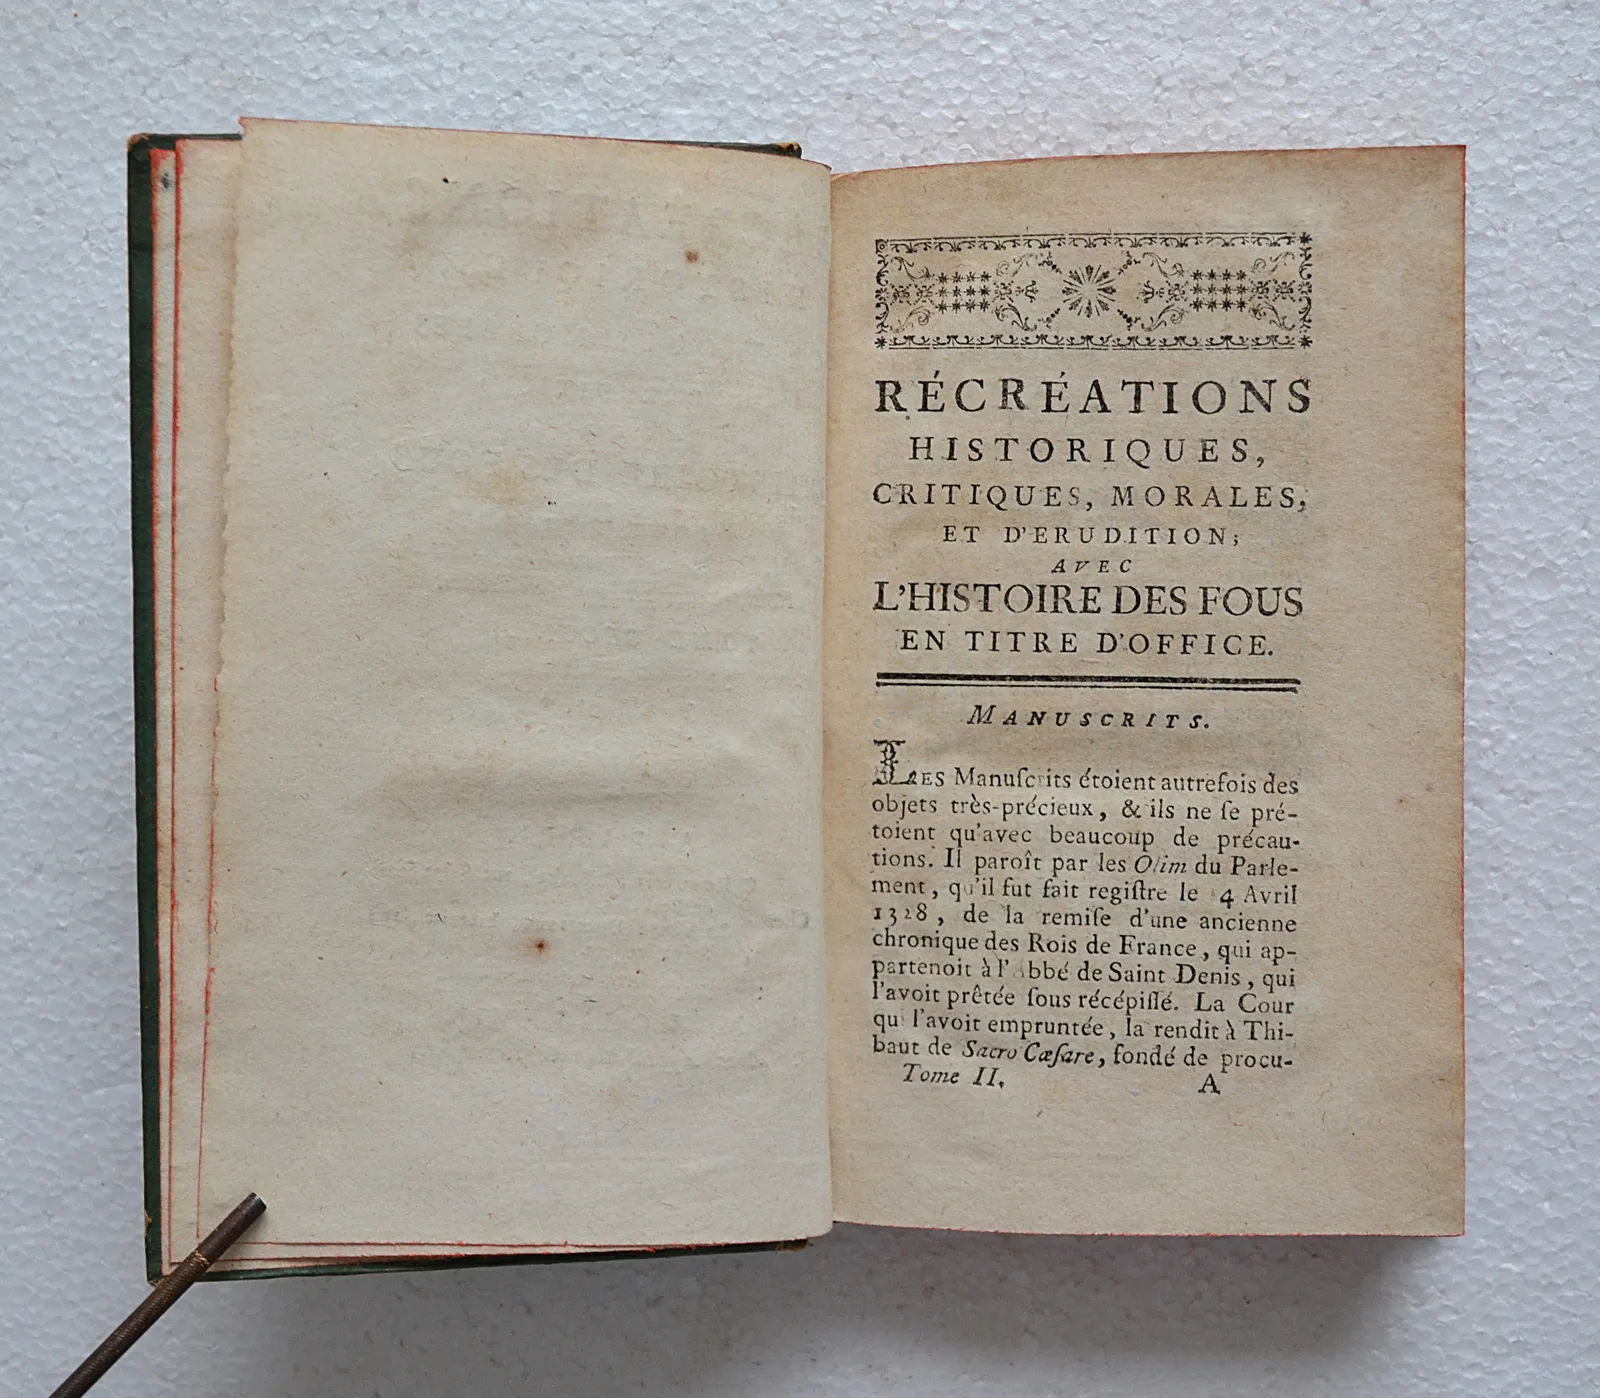 RÉCRÉATIONS
HISTORIQUES,
CRITIQUES, MORALES,
ET D'ERUDITION;
AVEC
L'HISTOIRE DES FOUS
EN TITRE D'OFFICE.
MANUSCRITS.
LES Manuſcrits étoient autrefois des
objets très-précieux, & ils ne ſe pré-
toient qu'avec beaucoup de précau-
tions. Il paroît par les Olim du Parle-
ment, qu'il fut fait regiſtre le 4 Avril
1328, de la remiſe d'une ancienne
chronique des Rois de France, qui ap-
partenoit à l'Abbé de Saint Denis, qui
l'avoit prêtée ſous récépiſſé. La Cour
qui l'avoit empruntée, la rendit à Thi-
baut de Sacro Cæſare, fondé de procu-
Tome II. A